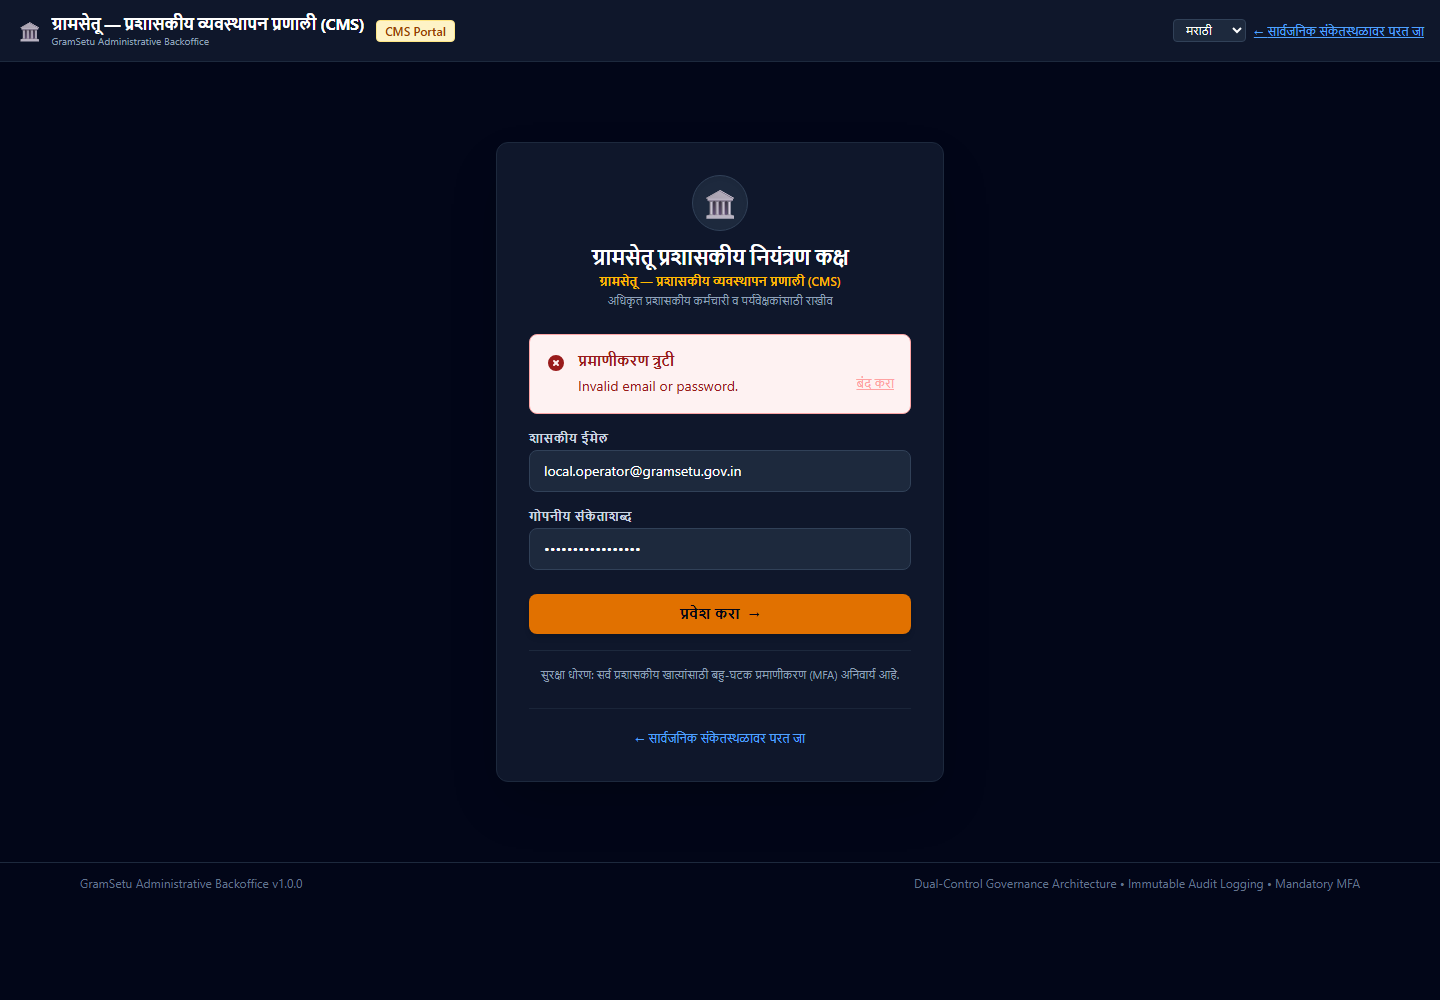 ग्रामसेतू — प्रशासकीय व्यवस्थापन प्रणाली (CMS)
GramSetu Administrative Backoffice
CMS Portal
मराठी
← सार्वजनिक संकेतस्थळावर परत जा
ग्रामसेतू प्रशासकीय नियंत्रण कक्ष
ग्रामसेतू — प्रशासकीय व्यवस्थापन प्रणाली (CMS)
अधिकृत प्रशासकीय कर्मचारी व पर्यवेक्षकांसाठी राखीव
प्रमाणीकरण त्रुटी
Invalid email or password.
बंद करा
शासकीय ईमेल
local.operator@gramsetu.gov.in
गोपनीय संकेताशब्द
•••••••••••••••••
प्रवेश करा →
सुरक्षा धोरण: सर्व प्रशासकीय खात्यांसाठी बहु-घटक प्रमाणीकरण (MFA) अनिवार्य आहे.
← सार्वजनिक संकेतस्थळावर परत जा
GramSetu Administrative Backoffice v1.0.0
Dual-Control Governance Architecture • Immutable Audit Logging • Mandatory MFA